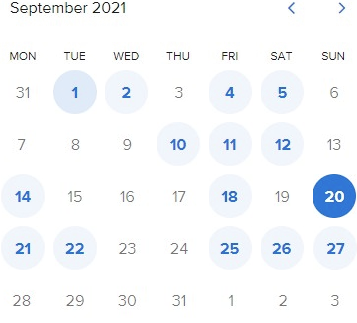 September 2021
MON TUE WED THU FRI SAT SUN
31 1 2 3 4 5 6
7 8 9 10 11 12 13
14 15 16 17 18 19 20
21 22 23 24 25 26 27
28 29 30 31 1 2 3